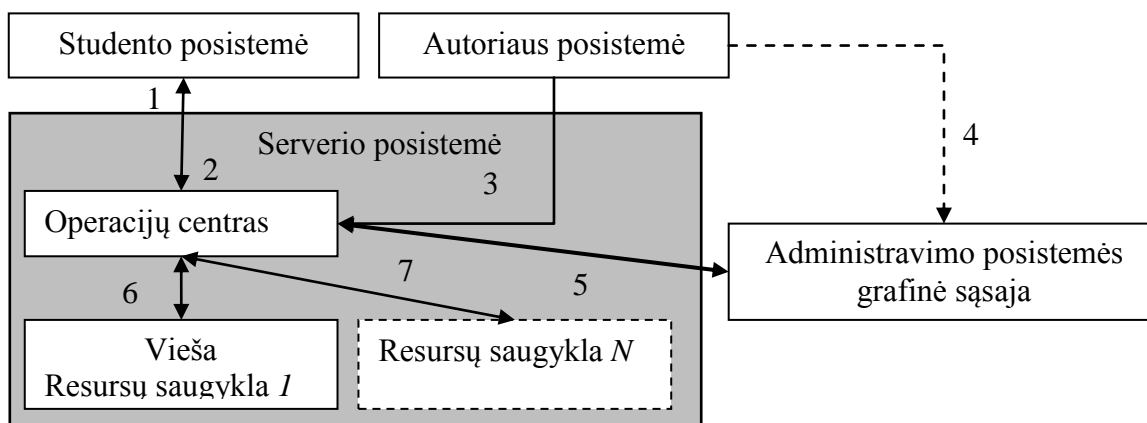 Studento posistemė
Autoriaus posistemė
1
Serverio posistemė
4
2
3
Operacijų centras
Administravimo posistemės
grafinė sąsaja
6
7
5
Vieša
Resursų saugykla 1
Resursų saugykla N